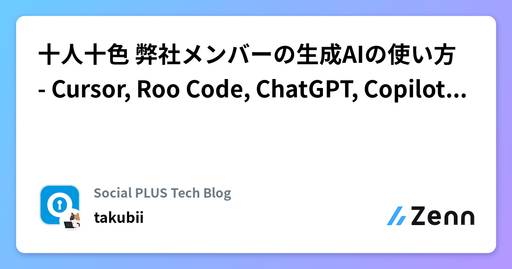 十人十色 弊社メンバーの生成AIの使い方
- Cursor, Roo Code, ChatGPT, Copilot...
Social PLUS Tech Blog
takubii
Zenn